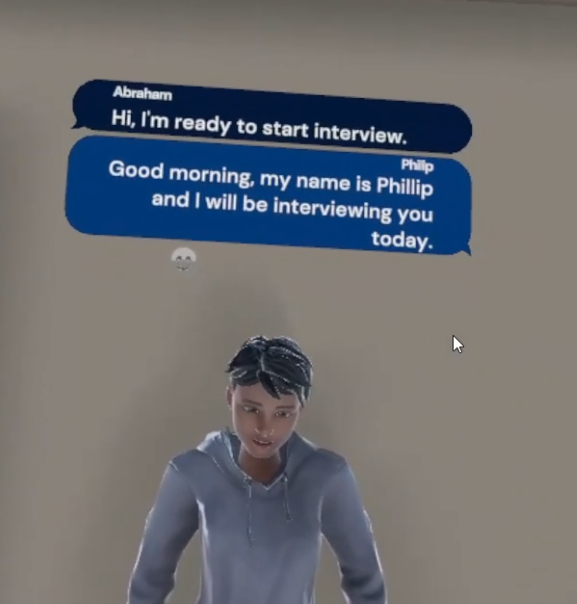 Abraham
Hi, I'm ready to start interview.
Philip
Good morning, my name is Phillip
and I will be interviewing you
today.